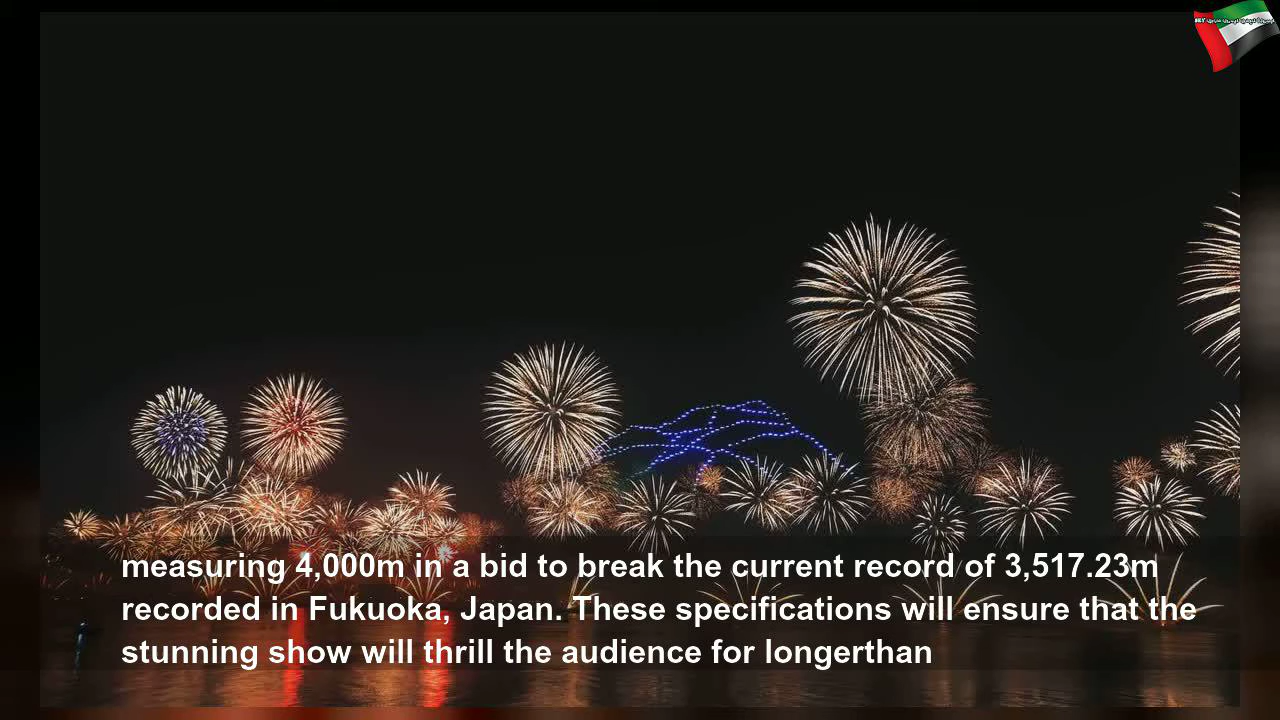 measuring 4,000m in a bid to break the current record of 3,517.23m
recorded in Fukuoka, Japan. These specifications will ensure that the
stunning show will thrill the audience for longerthan